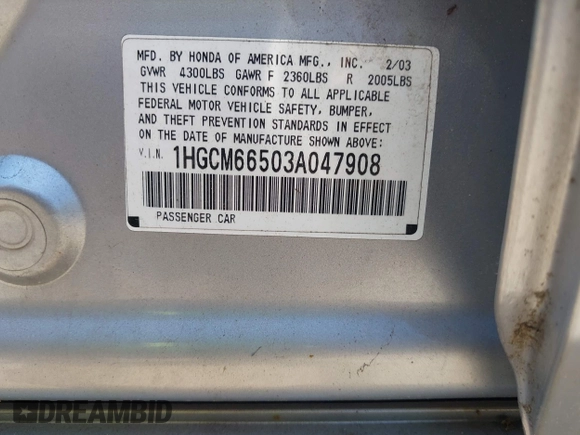 MFD. BY HONDA OF AMERICA MFG., INC. 2/03
GVWR 4300LBS GAWR F 2360LBS R 2005LBS
THIS VEHICLE CONFORMS TO ALL APPLICABLE
FEDERAL MOTOR VEHICLE SAFETY, BUMPER,
AND THEFT PREVENTION STANDARDS IN EFFECT
ON THE DATE OF MANUFACTURE SHOWN ABOVE:
V.I.N. 1HGCM66503A047908
PASSENGER CAR
DREAMBID